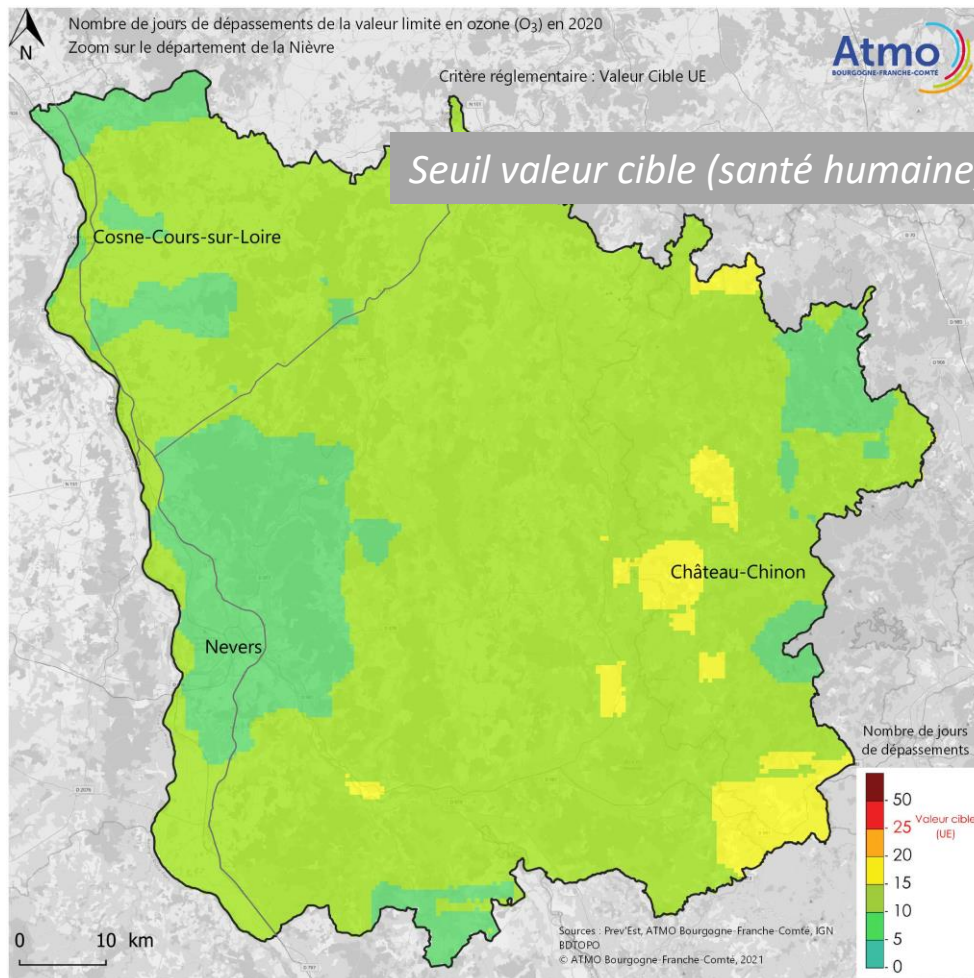 Nombre de jours de dépassements de la valeur limite en ozone (O₃) en 2020
Zoom sur le département de la Nièvre
N
Atmo
BOURGOGNE-FRANCHE-COMTÉ
Critère réglementaire : Valeur Cible UE
Seuil valeur cible (santé humaine
Cosne-Cours-sur-Loire
Château-Chinon
Nevers
Nombre de jours
de dépassements
50
25 Valeur cible
(UE)
20
15
10
5
0
0 10 km
Sources : Prev'Est, ATMO Bourgogne-Franche-Comté, IGN
BDTOPO
© ATMO Bourgogne-Franche-Comté, 2021